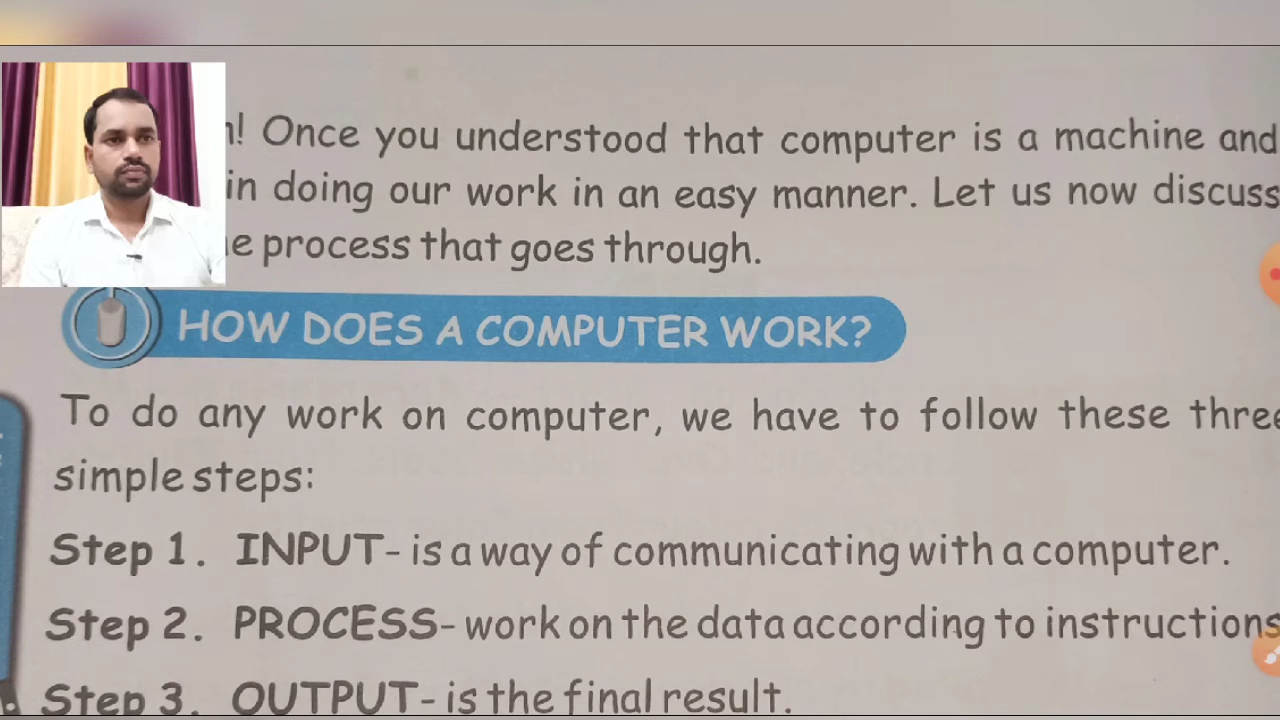 ! Once you understood that computer is a machine and
in doing our work in an easy manner. Let us now discuss
process that goes through.
HOW DOES A COMPUTER WORK?
To do any work on computer, we have to follow these three
simple steps:
Step 1. INPUT- is a way of communicating with a computer.
Step 2. PROCESS- work on the data according to instructions
Step 3. OUTPUT- is the final result.